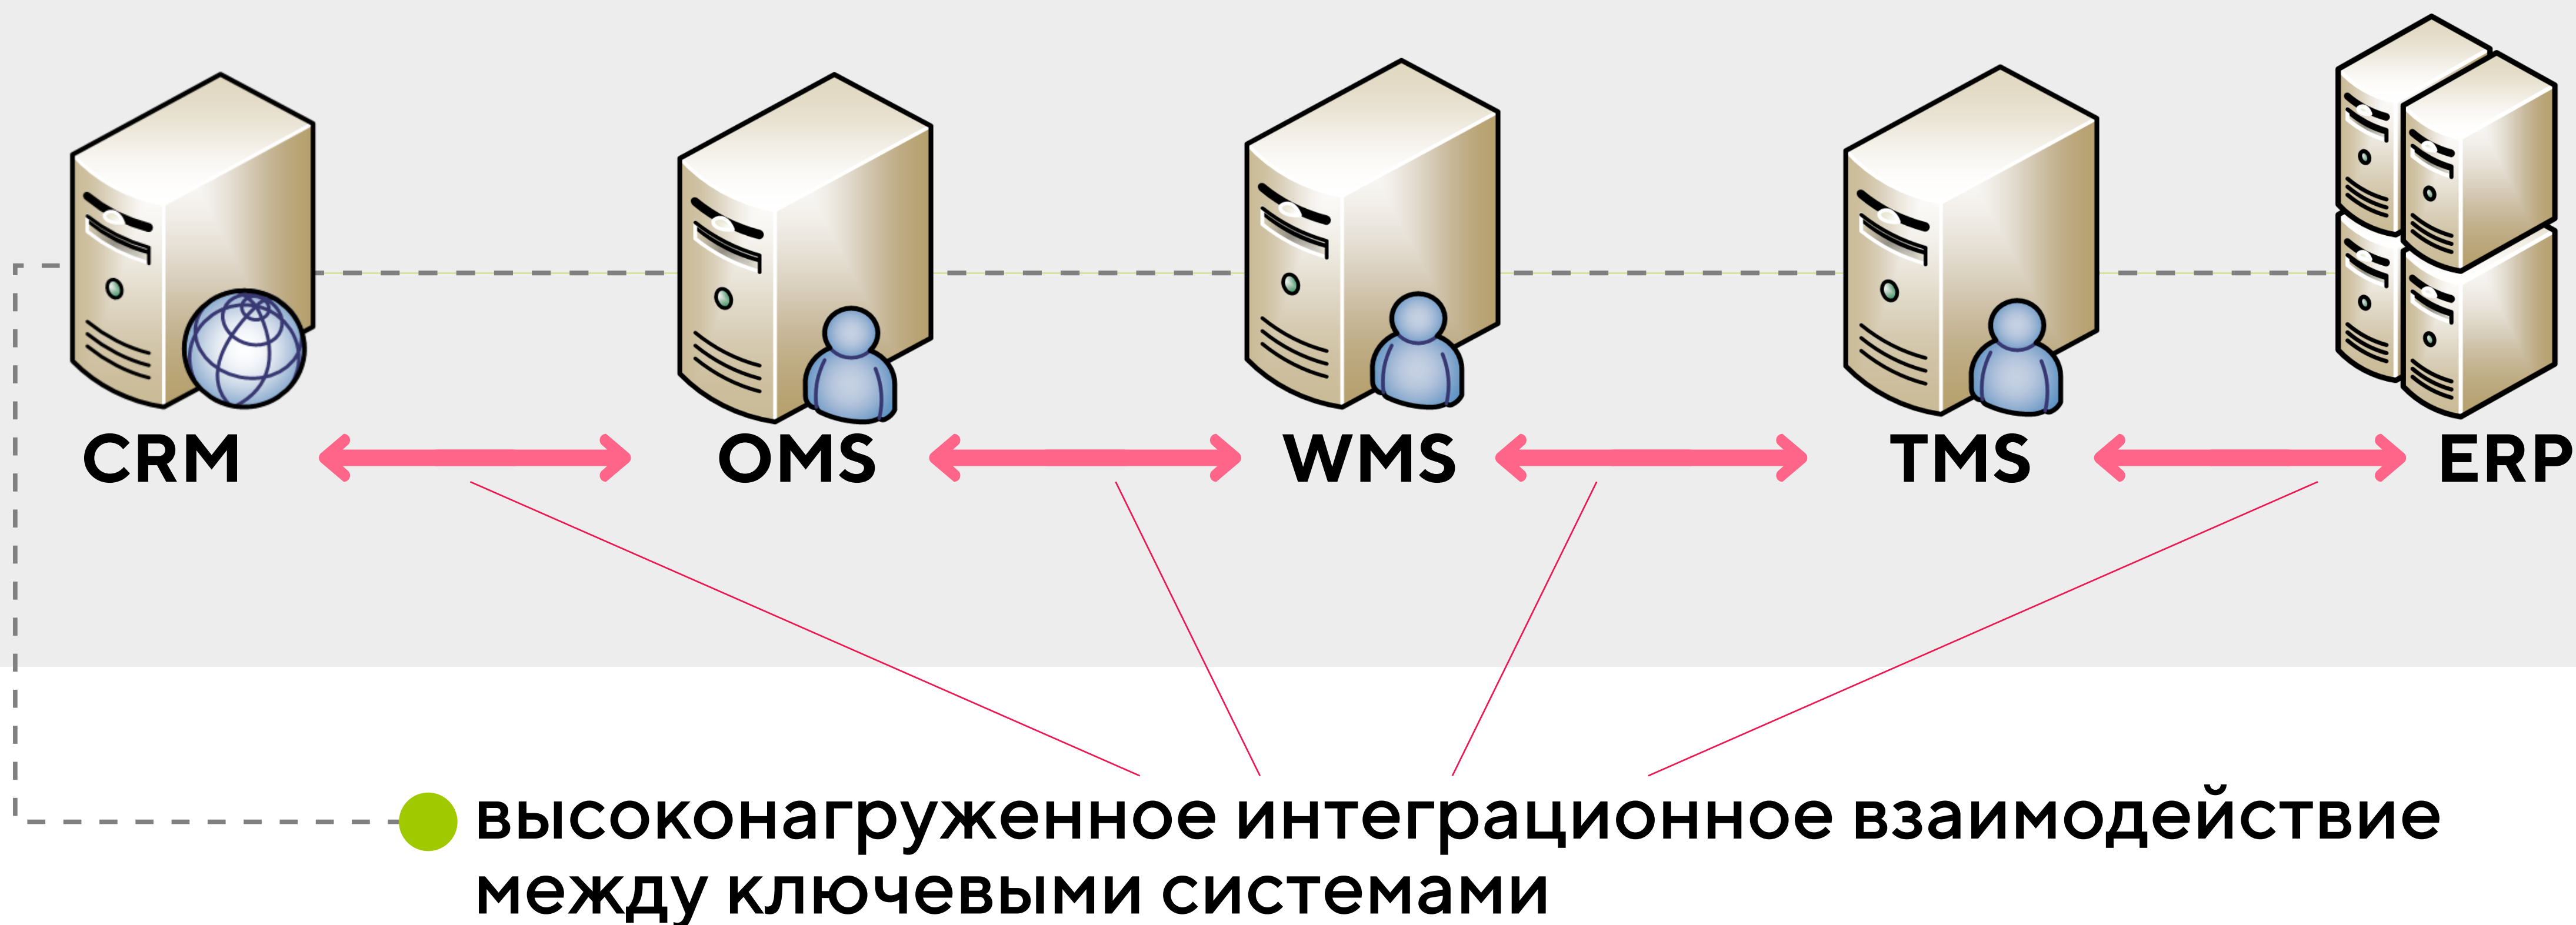 CRM OMS WMS TMS ERP
высоконагруженное интеграционное взаимодействие
между ключевыми системами